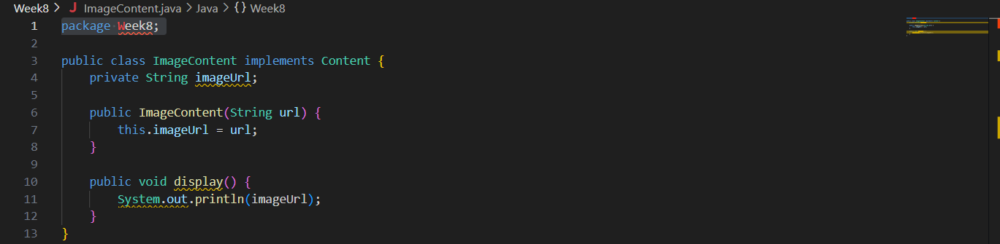 Week8 > J ImageContent.java > Java > {} Week8
1 package Week8;
2
3 public class ImageContent implements Content {
4 private String imageUrl;
5
6 public ImageContent(String url) {
7 this.imageUrl = url;
8 }
9
10 public void display() {
11 System.out.println(imageUrl);
12 }
13 }